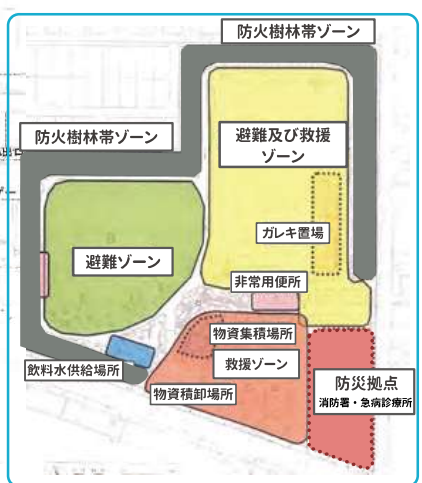 防火樹林帯ゾーン
防火樹林帯ゾーン
避難及び救援
ゾーン
ガレキ置場
避難ゾーン
非常用便所
物資集積場所
救援ゾーン
飲料水供給場所
物資積卸場所
防災拠点
消防署・急病診療所